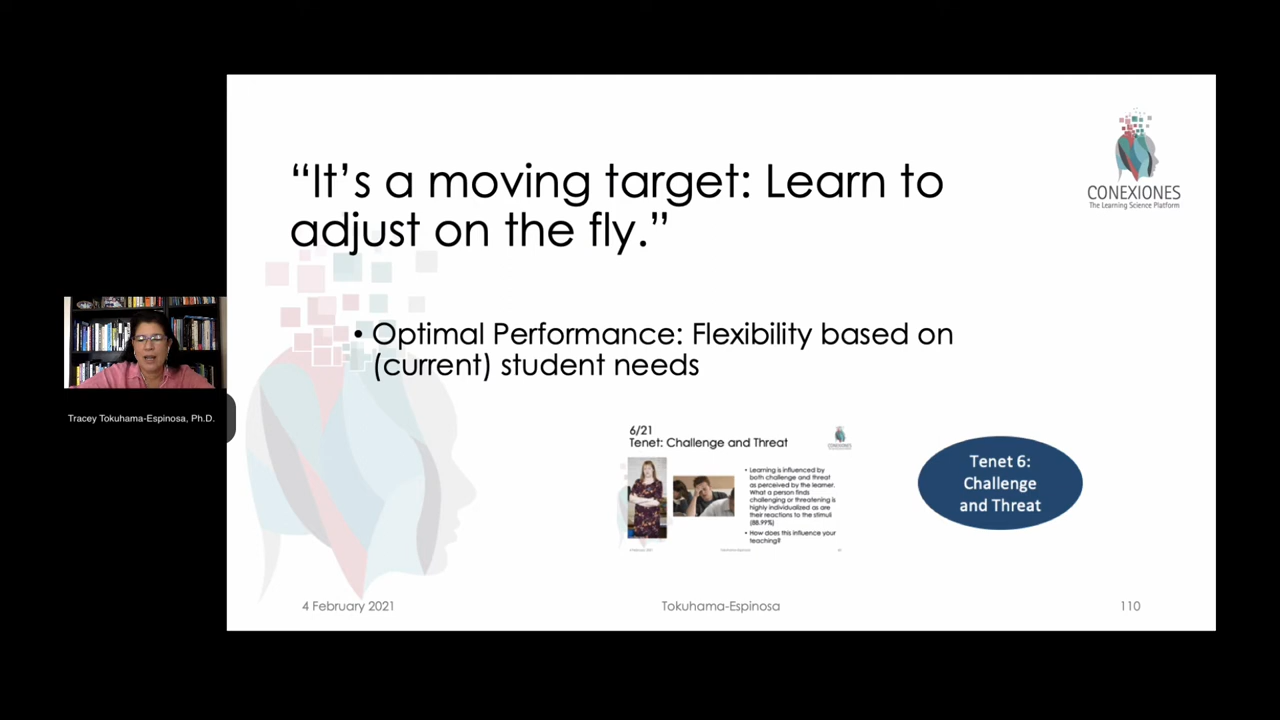 “It’s a moving target: Learn to
adjust on the fly.”
CONEXIONES
The Learning Science Platform
• Optimal Performance: Flexibility based on
(current) student needs
Tracey Tokuhama-Espinosa, Ph.D.
6/21
Tenet: Challenge and Threat
CONEXIONES
• Learning is influenced by
both challenge and threat
as perceived by the learner.
What a person finds
challenging or threatening is
highly individualized as are
their reactions to the stimuli
(88.99%)
• How does this influence your
teaching?
Tenet 6:
Challenge
and Threat
4 February 2021
Tokuhama-Espinosa
110